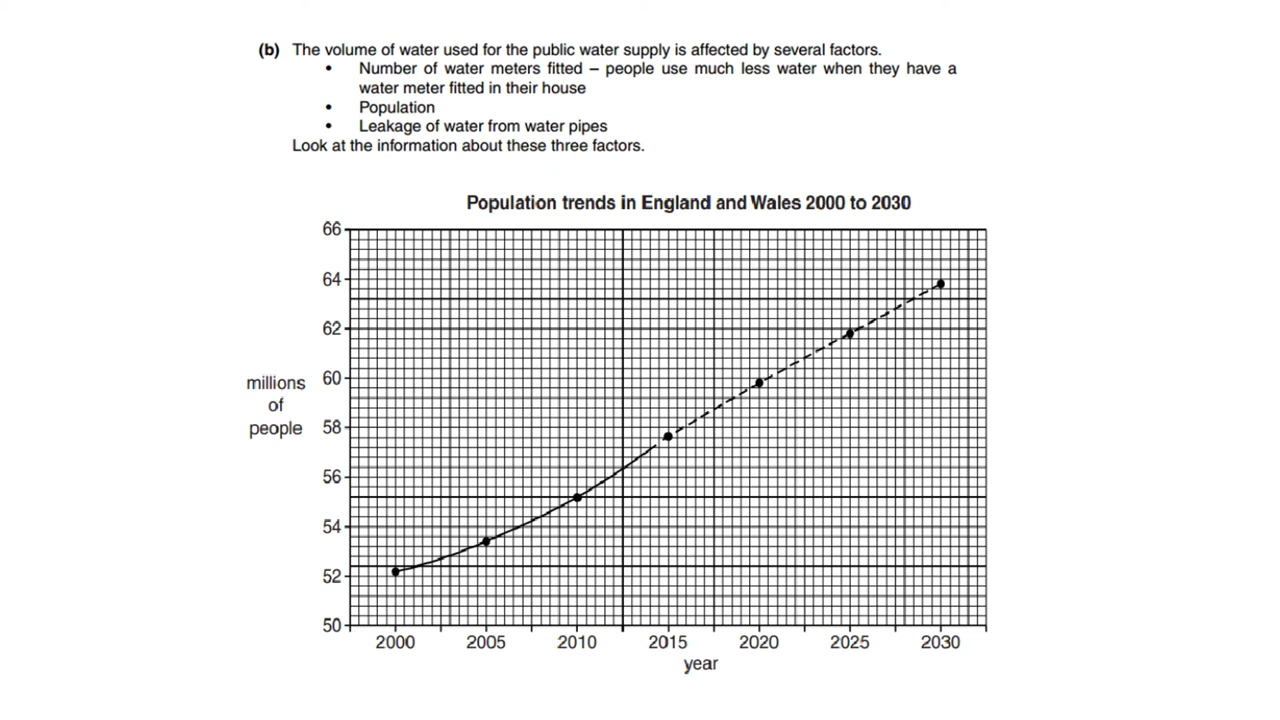 (b) The volume of water used for the public water supply is affected by several factors.
• Number of water meters fitted – people use much less water when they have a
water meter fitted in their house
• Population
• Leakage of water from water pipes
Look at the information about these three factors.
Population trends in England and Wales 2000 to 2030
66
64
62
60
58
56
54
52
50
millions
of
people
2000 2005 2010 2015 2020 2025 2030
year